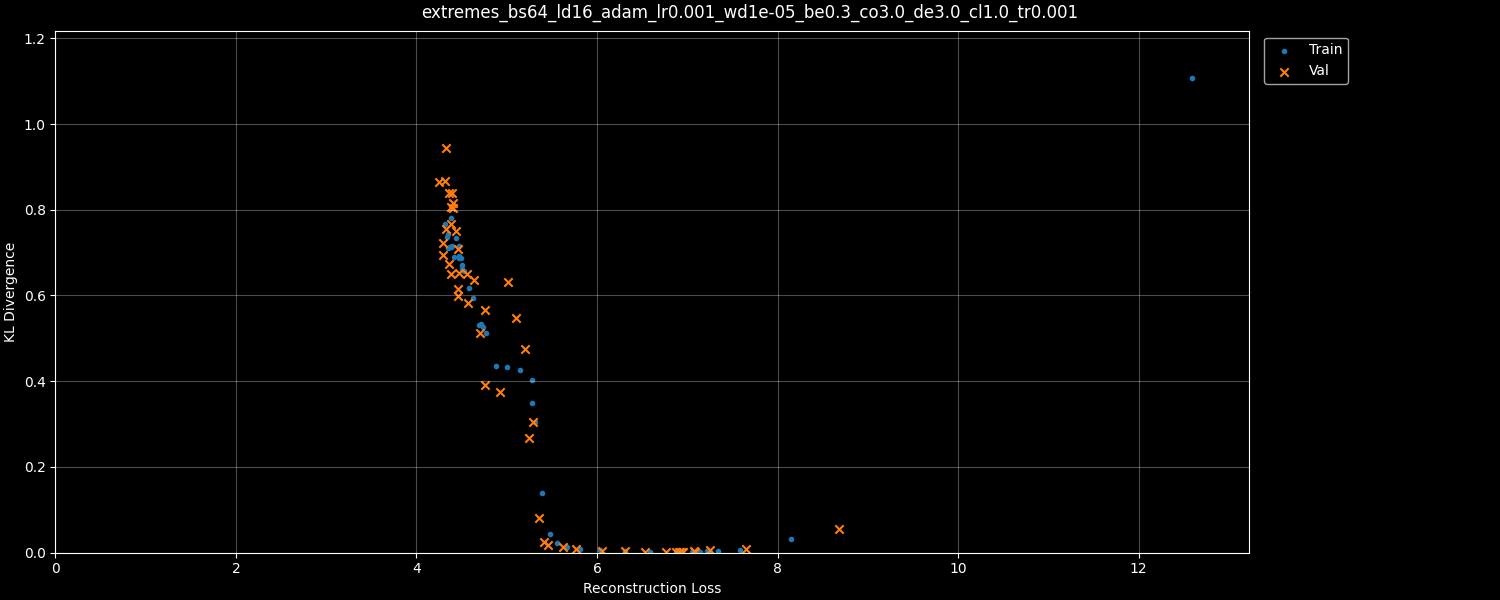 extremes_bs64_ld16_adam_lr0.001_wd1e-05_be0.3_co3.0_de3.0_cl1.0_tr0.001
1.2
1.0
0.8
0.6
0.4
0.2
0.0
KL Divergence
0 2 4 6 8 10 12
Reconstruction Loss
Train
Val